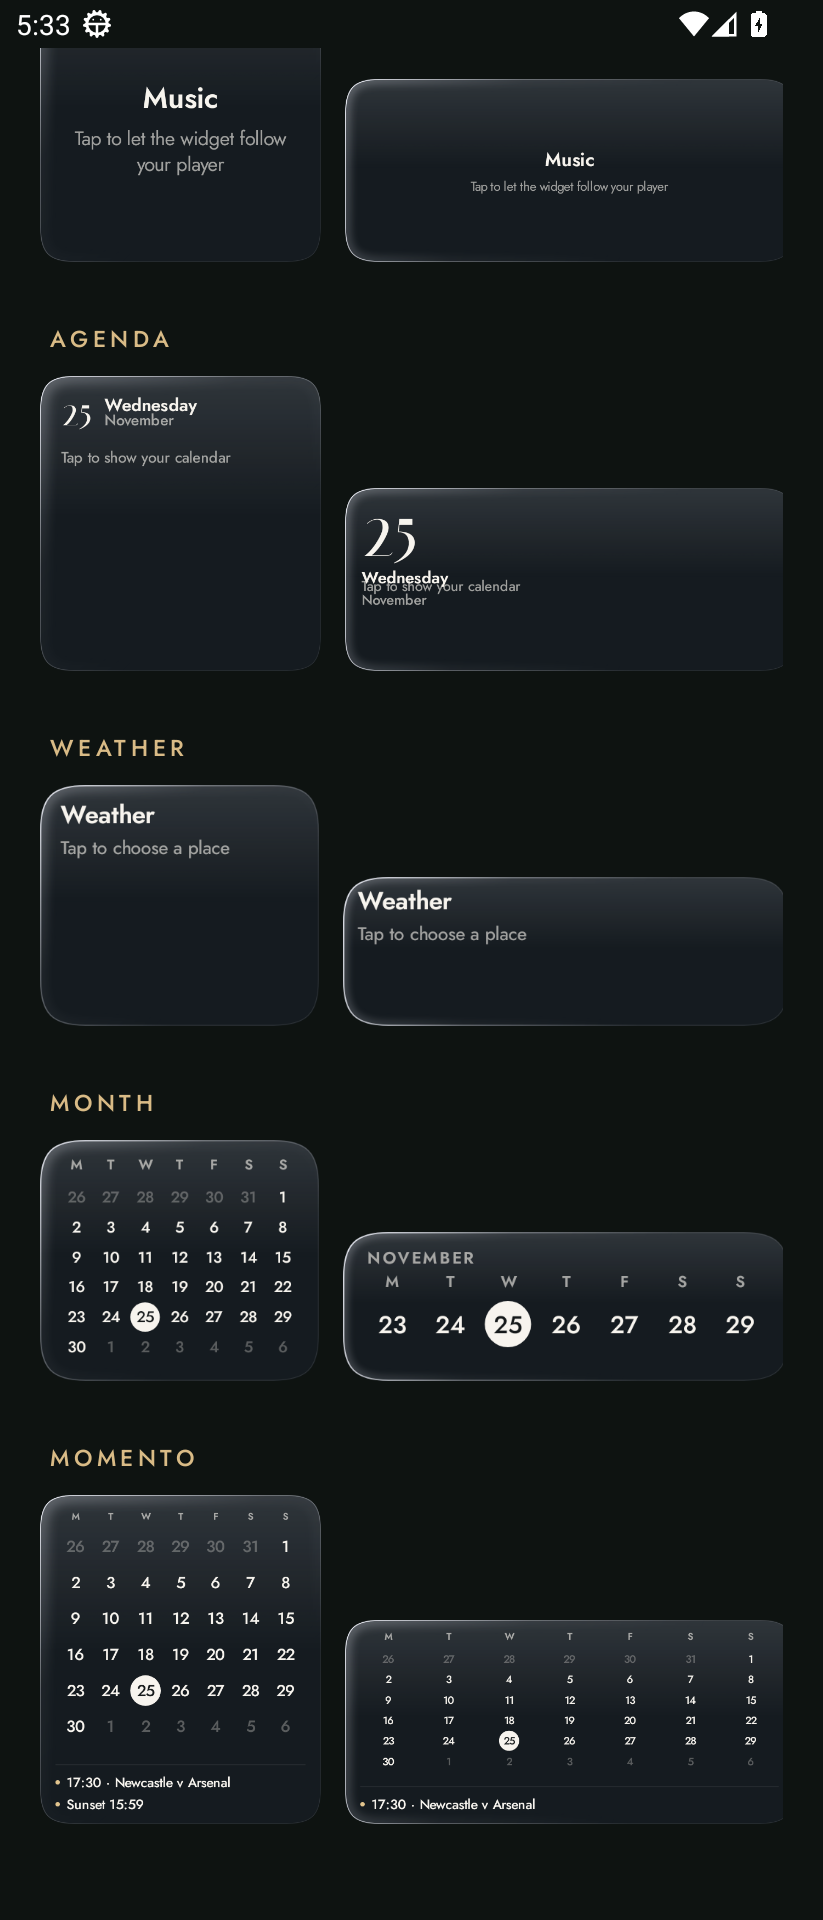 5:33
Music
Tap to let the widget follow
your player
Music
Tap to let the widget follow your player
AGENDA
25
Wednesday
November
Tap to show your calendar
25
Wednesday
Tap to show your calendar
November
WEATHER
Weather
Tap to choose a place
Weather
Tap to choose a place
MONTH
M T W T F S S
26 27 28 29 30 31 1
2 3 4 5 6 7 8
9 10 11 12 13 14 15
16 17 18 19 20 21 22
23 24 25 26 27 28 29
30 1 2 3 4 5 6
NOVEMBER
M T W T F S S
23 24 25 26 27 28 29
MOMENTO
M T W T F S S
26 27 28 29 30 31 1
2 3 4 5 6 7 8
9 10 11 12 13 14 15
16 17 18 19 20 21 22
23 24 25 26 27 28 29
30 1 2 3 4 5 6
• 17:30 · Newcastle v Arsenal
• Sunset 15:59
M T W T F S S
26 27 28 29 30 31 1
2 3 4 5 6 7 8
9 10 11 12 13 14 15
16 17 18 19 20 21 22
23 24 25 26 27 28 29
30 1 2 3 4 5 6
• 17:30 · Newcastle v Arsenal